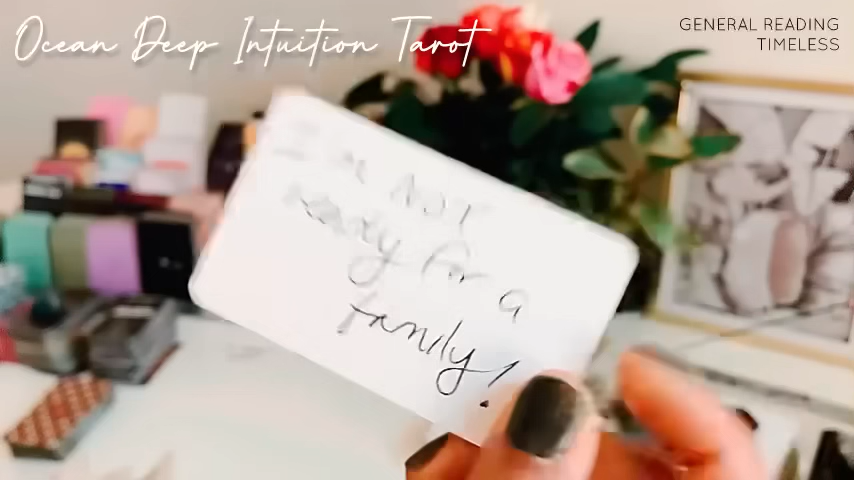 Ocean Deep Intuition Tarot
GENERAL READING
TIMELESS
I'm NOT
ready for a
family!